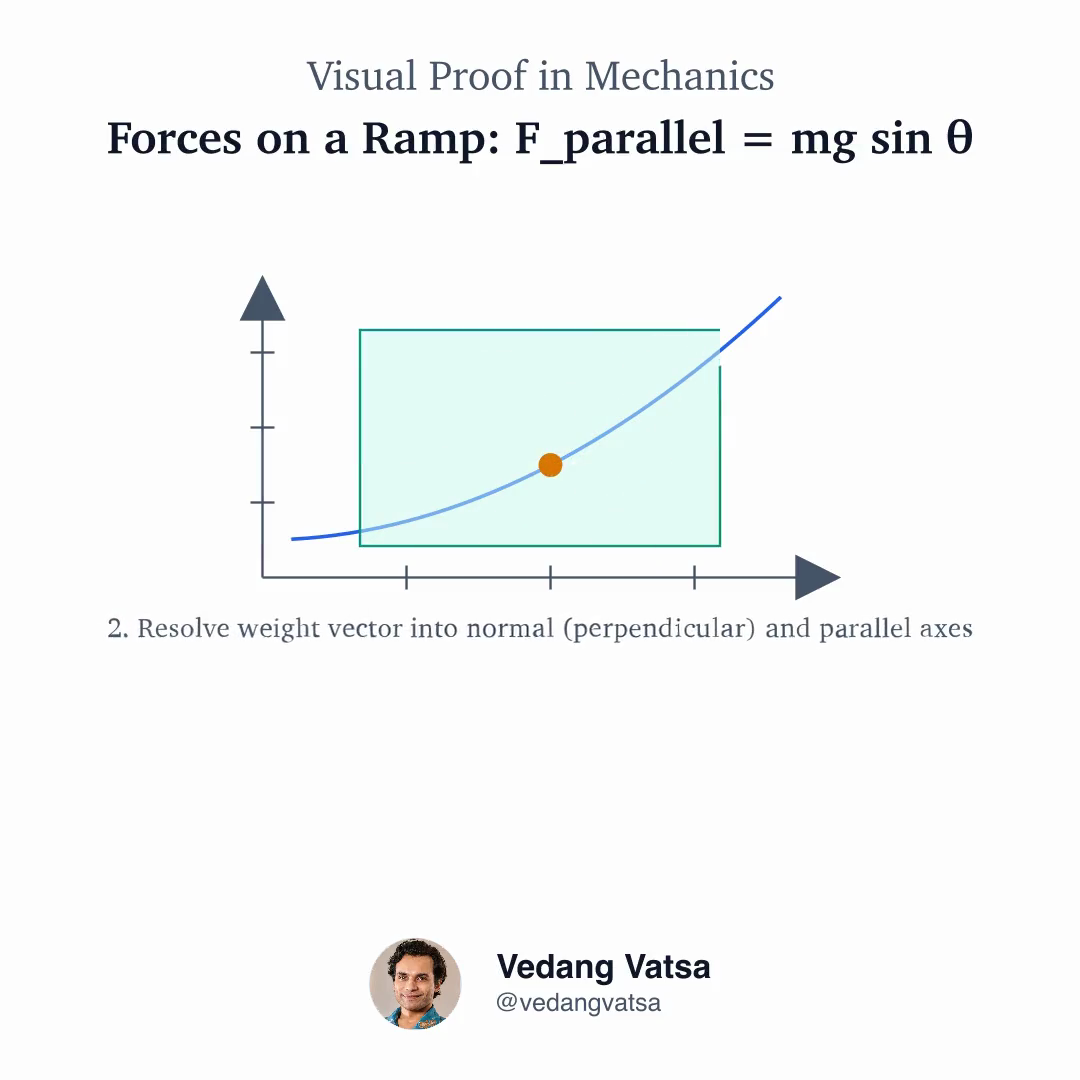 Visual Proof in Mechanics
Forces on a Ramp: F_parallel = mg sin θ
2. Resolve weight vector into normal (perpendicular) and parallel axes
Vedang Vatsa
@vedangvatsa